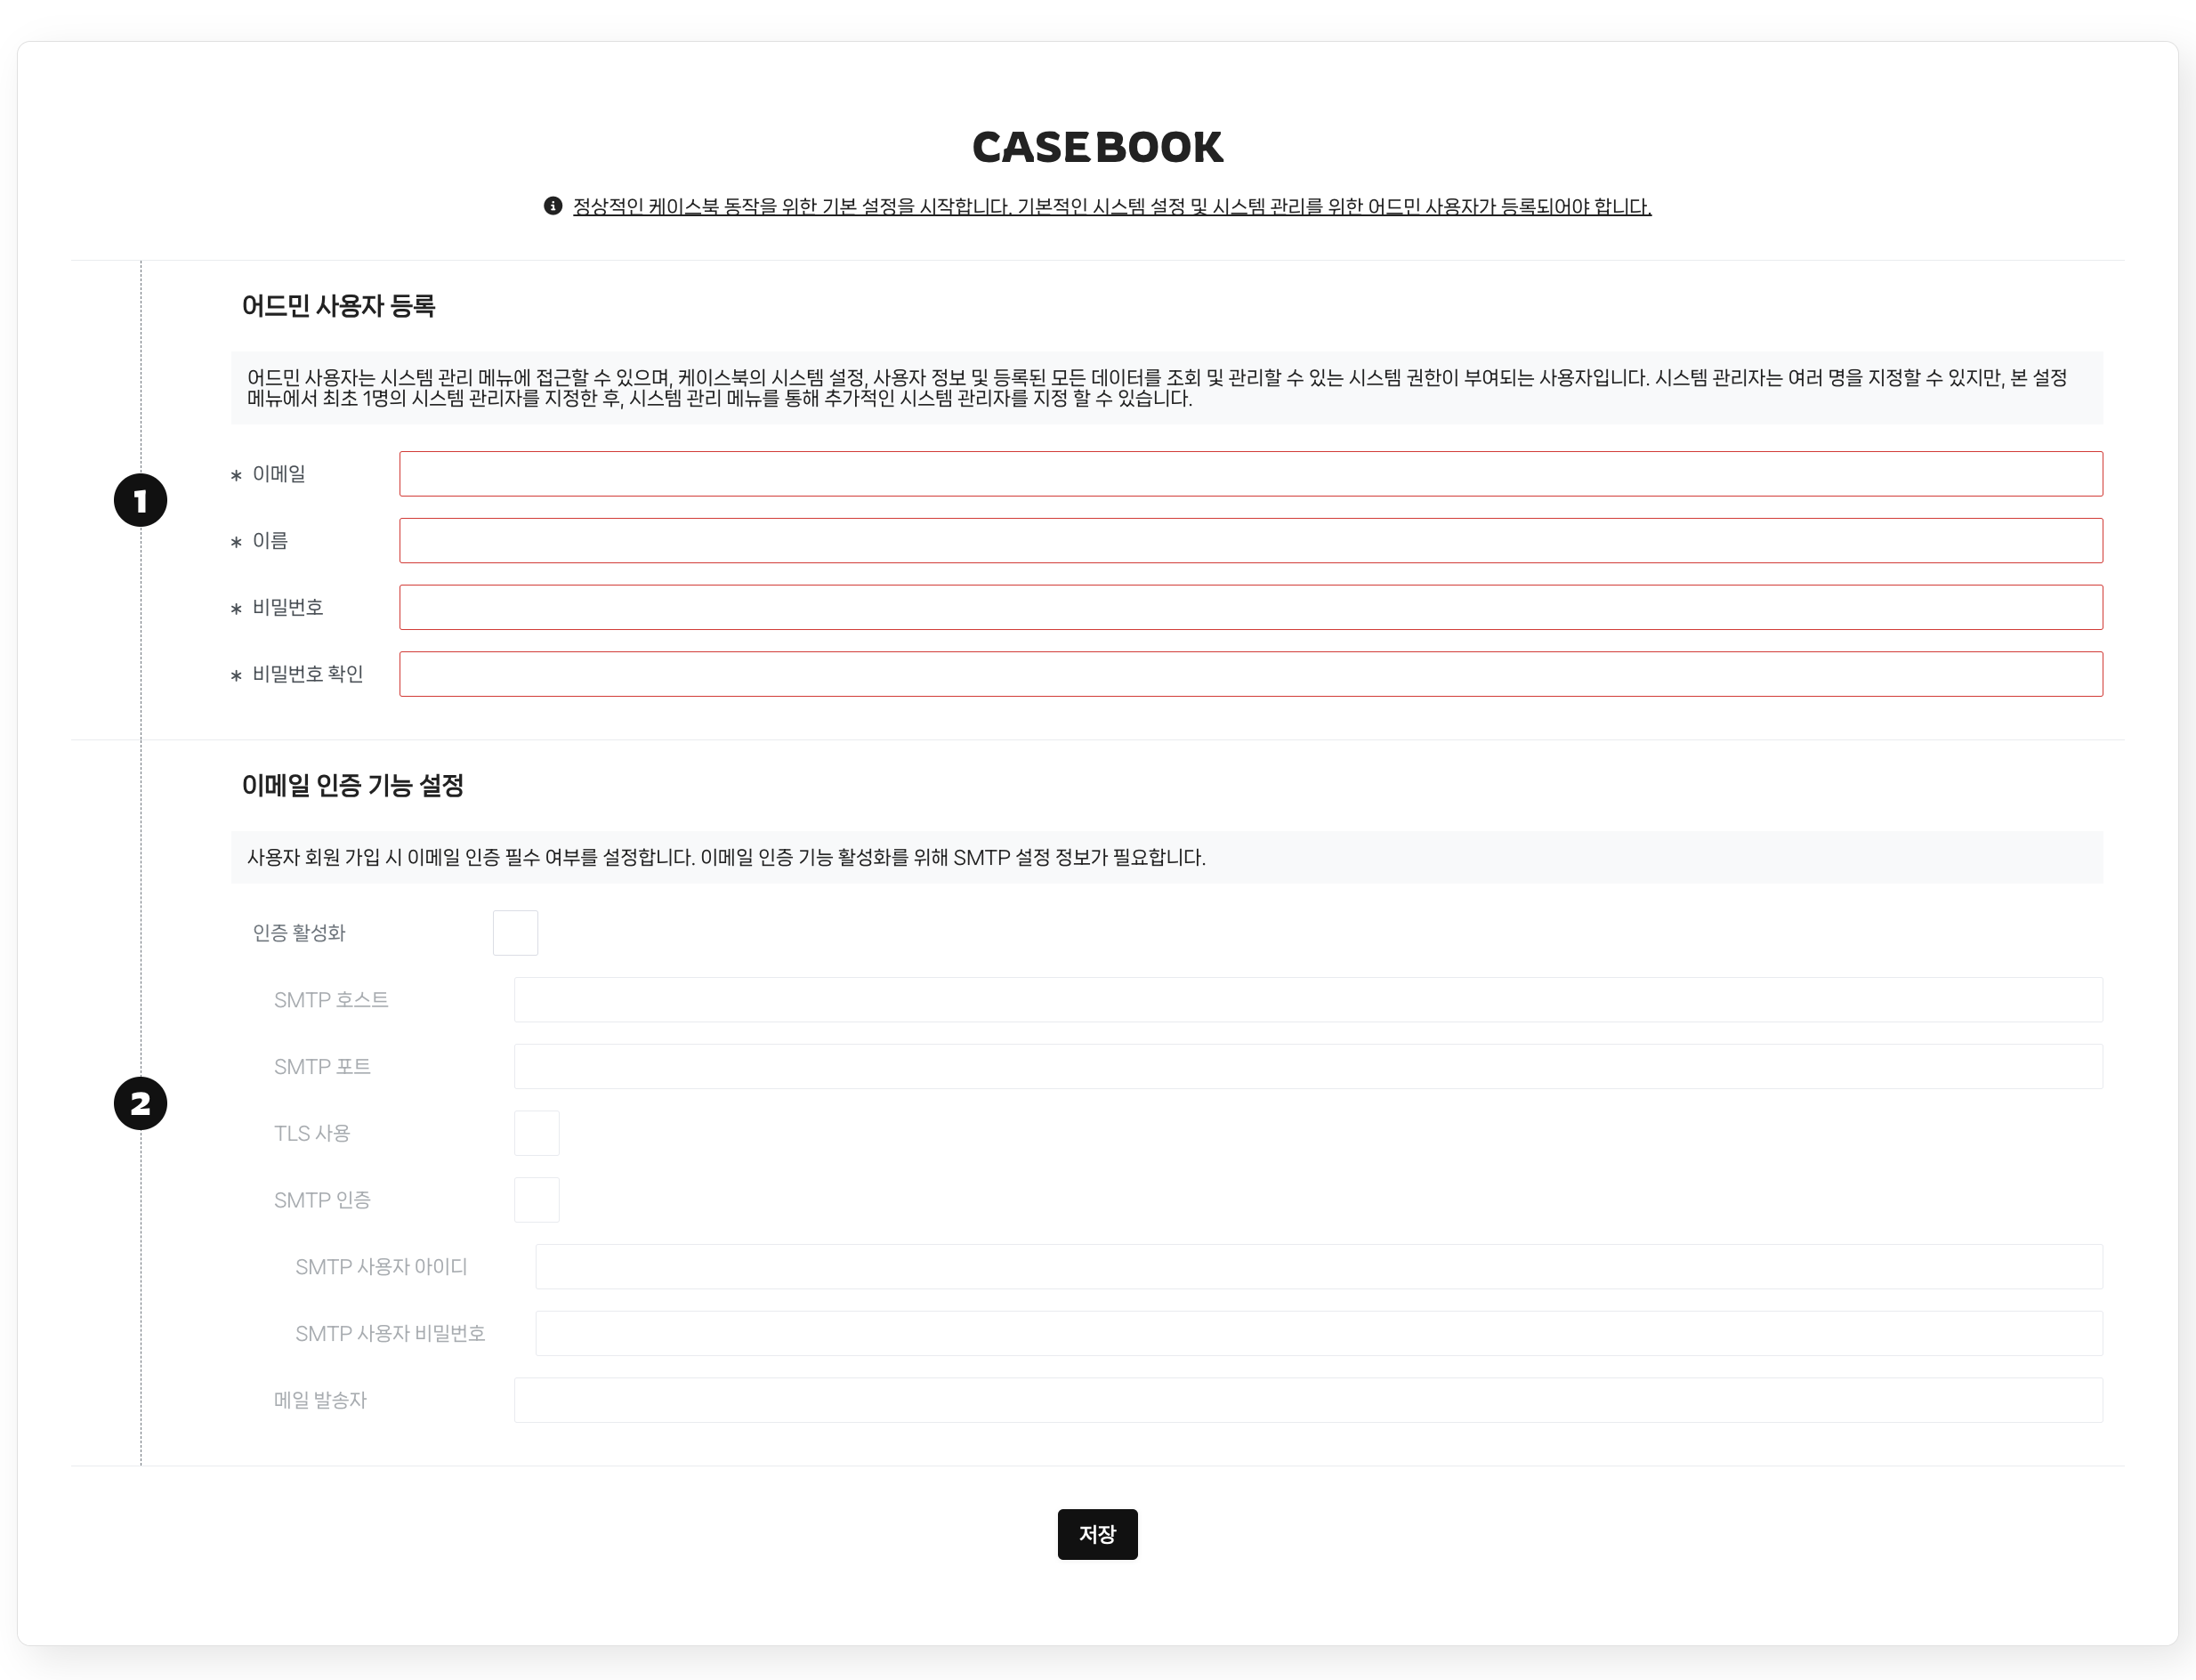 CASEBOOK
정상적인 케이스북 동작을 위한 기본 설정을 시작합니다. 기본적인 시스템 설정 및 시스템 관리를 위한 어드민 사용자가 등록되어야 합니다.
어드민 사용자 등록
어드민 사용자는 시스템 관리 메뉴에 접근할 수 있으며, 케이스북의 시스템 설정, 사용자 정보 및 등록된 모든 데이터를 조회 및 관리할 수 있는 시스템 권한이 부여되는 사용자입니다. 시스템 관리자는 여러 명을 지정할 수 있지만, 본 설정
메뉴에서 최초 1명의 시스템 관리자를 지정한 후, 시스템 관리 메뉴를 통해 추가적인 시스템 관리자를 지정 할 수 있습니다.
1
* 이메일
* 이름
* 비밀번호
* 비밀번호 확인
이메일 인증 기능 설정
사용자 회원 가입 시 이메일 인증 필수 여부를 설정합니다. 이메일 인증 기능 활성화를 위해 SMTP 설정 정보가 필요합니다.
인증 활성화
SMTP 호스트
SMTP 포트
2
TLS 사용
SMTP 인증
SMTP 사용자 아이디
SMTP 사용자 비밀번호
메일 발송자
저장